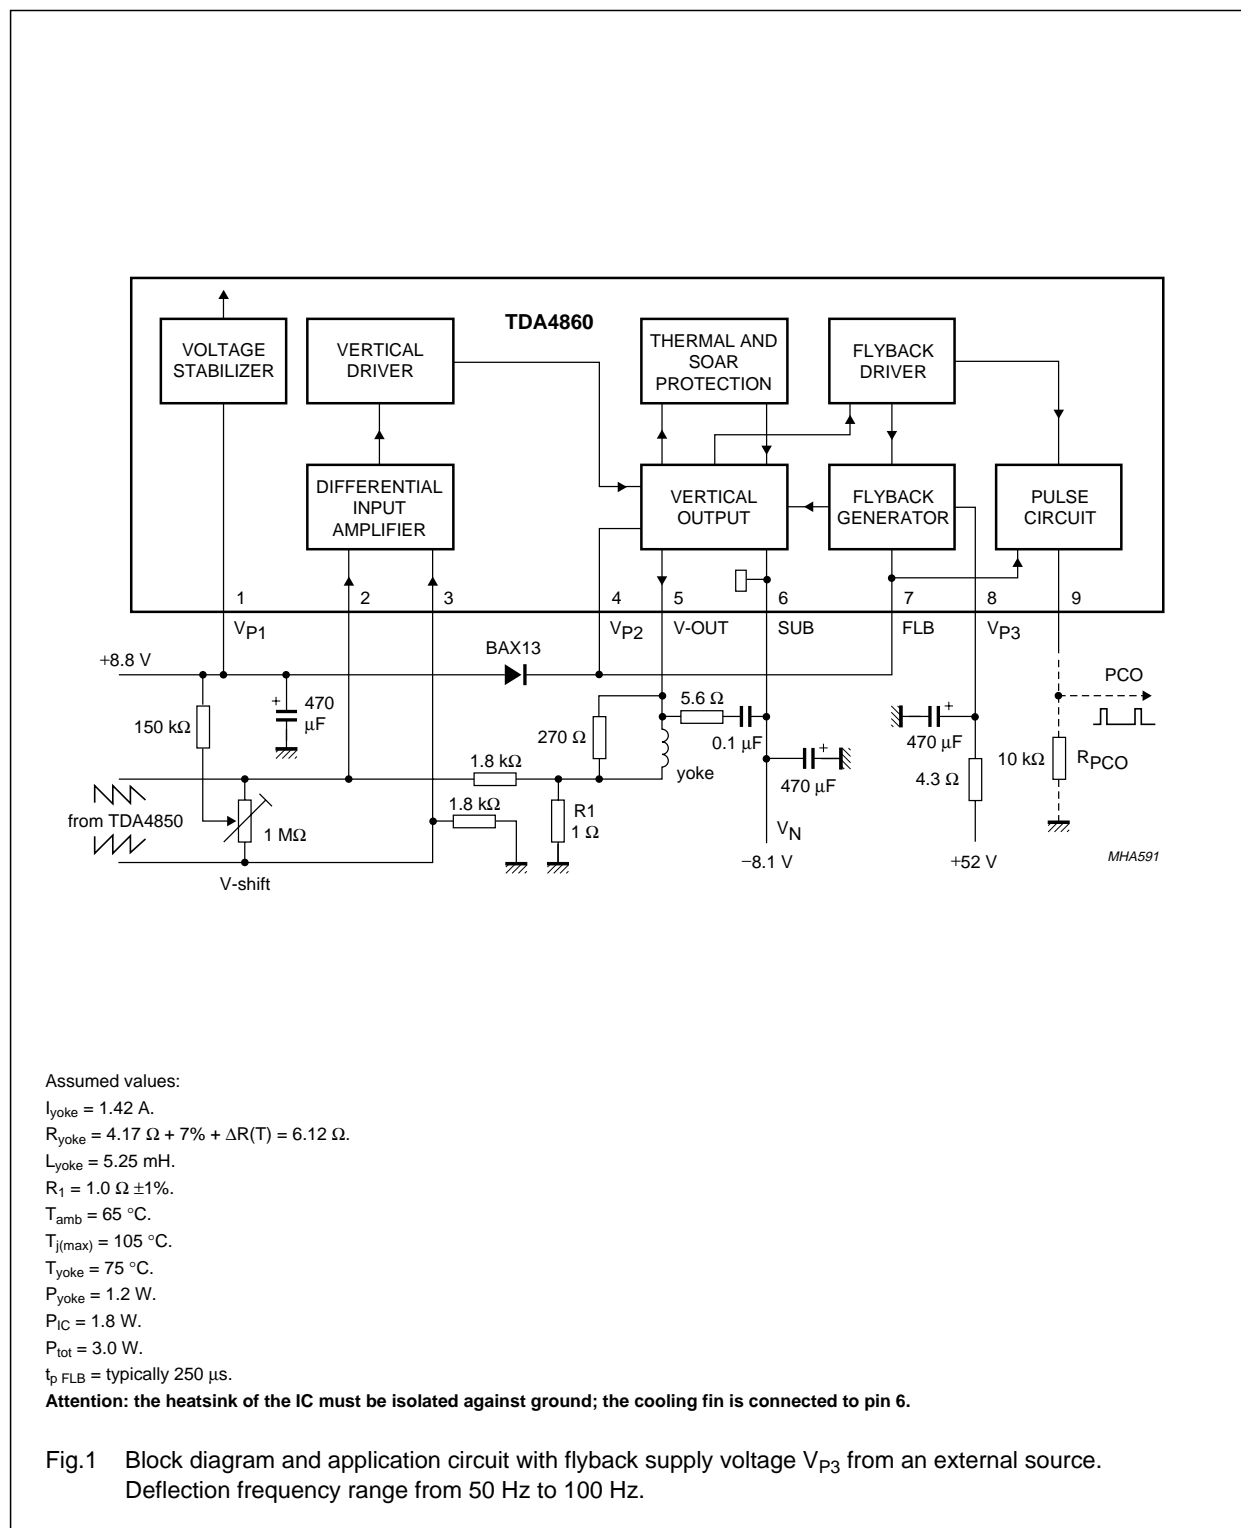 TDA4860
VOLTAGE
STABILIZER
VERTICAL
DRIVER
THERMAL AND
SOAR
PROTECTION
FLYBACK
DRIVER
DIFFERENTIAL
INPUT
AMPLIFIER
VERTICAL
OUTPUT
FLYBACK
GENERATOR
PULSE
CIRCUIT
1 2 3 4 5 6 7 8 9
VP1 VP2 V-OUT SUB FLB VP3
+8.8 V
BAX13
PCO
150 kΩ
+
470
μF
270 Ω
5.6 Ω
0.1 μF
+
470 μF
+
470 μF
4.3 Ω
10 kΩ
RPCO
1.8 kΩ
yoke
from TDA4850
1 MΩ
1.8 kΩ
R1
1 Ω
VN
−8.1 V
+52 V
MHA591
V-shift
Assumed values:
Iyoke = 1.42 A.
Ryoke = 4.17 Ω + 7% + ΔR(T) = 6.12 Ω.
Lyoke = 5.25 mH.
R1 = 1.0 Ω ±1%.
Tamb = 65 °C.
Tj(max) = 105 °C.
Tyoke = 75 °C.
Pyoke = 1.2 W.
PIC = 1.8 W.
Ptot = 3.0 W.
tp FLB = typically 250 μs.
Attention: the heatsink of the IC must be isolated against ground; the cooling fin is connected to pin 6.
Fig.1 Block diagram and application circuit with flyback supply voltage VP3 from an external source.
Deflection frequency range from 50 Hz to 100 Hz.